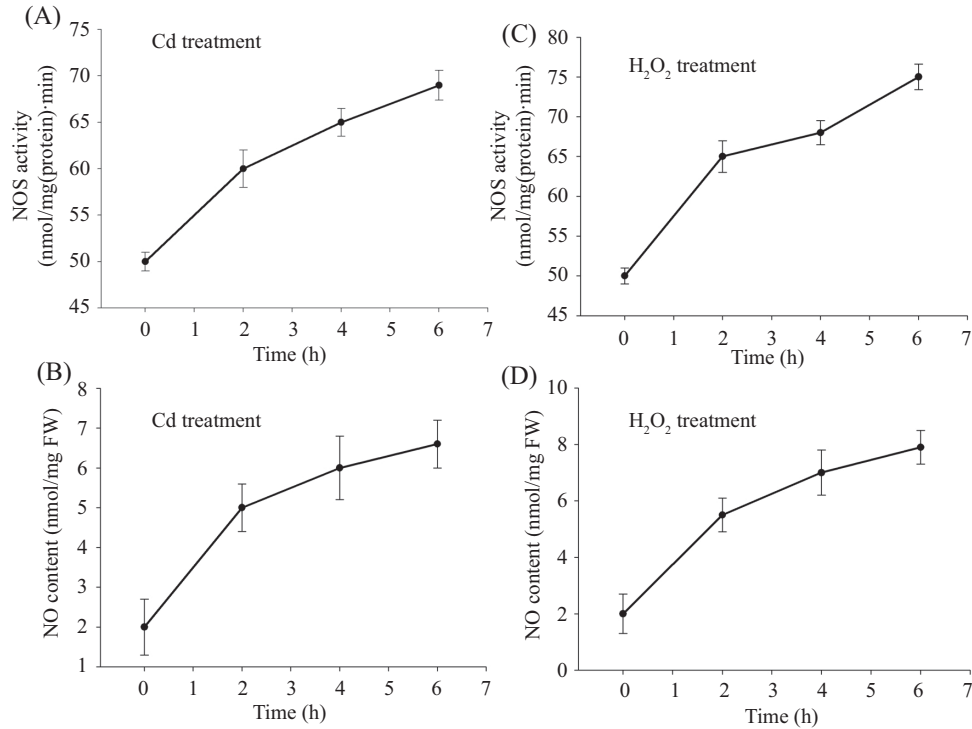 (A)
Cd treatment
NOS activity
(nmol/mg(protein)·min)
75
70
65
60
55
50
45
0 1 2 3 4 5 6 7
Time (h)
(C)
H₂O₂ treatment
NOS activity
(nmol/mg(protein)·min)
80
75
70
65
60
55
50
45
0 1 2 3 4 5 6 7
Time (h)
(B)
Cd treatment
NO content (nmol/mg FW)
8
7
6
5
4
3
2
1
0 1 2 3 4 5 6 7
Time (h)
(D)
H₂O₂ treatment
NO content (nmol/mg FW)
10
8
6
4
2
0
0 1 2 3 4 5 6 7
Time (h)